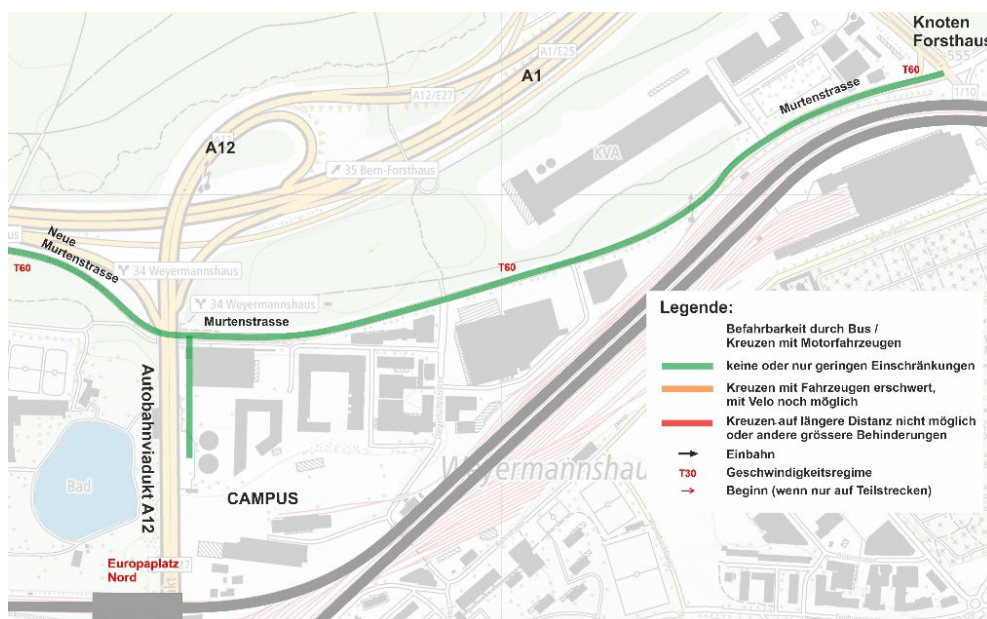 Knoten
Forsthaus
555
T60
1/10
A1/E25
A1
A12/E27
Murtenstrasse
A12
KVA
35 Bern-Forsthaus
Neue
Murtenstrasse
T60
34 Weyermannshaus
T60
34 Weyermannshaus
Murtenstrasse
Legende:
Befahrbarkeit durch Bus /
Kreuzen mit Motorfahrzeugen
keine oder nur geringen Einschränkungen
Kreuzen mit Fahrzeugen erschwert,
mit Velo noch möglich
Kreuzen auf längere Distanz nicht möglich
oder andere grössere Behinderungen
Einbahn
T30
Geschwindigkeitsregime
Beginn (wenn nur auf Teilstrecken)
Autobahnviadukt A12
Bad
CAMPUS
Weyermannshaus
Europaplatz
Nord